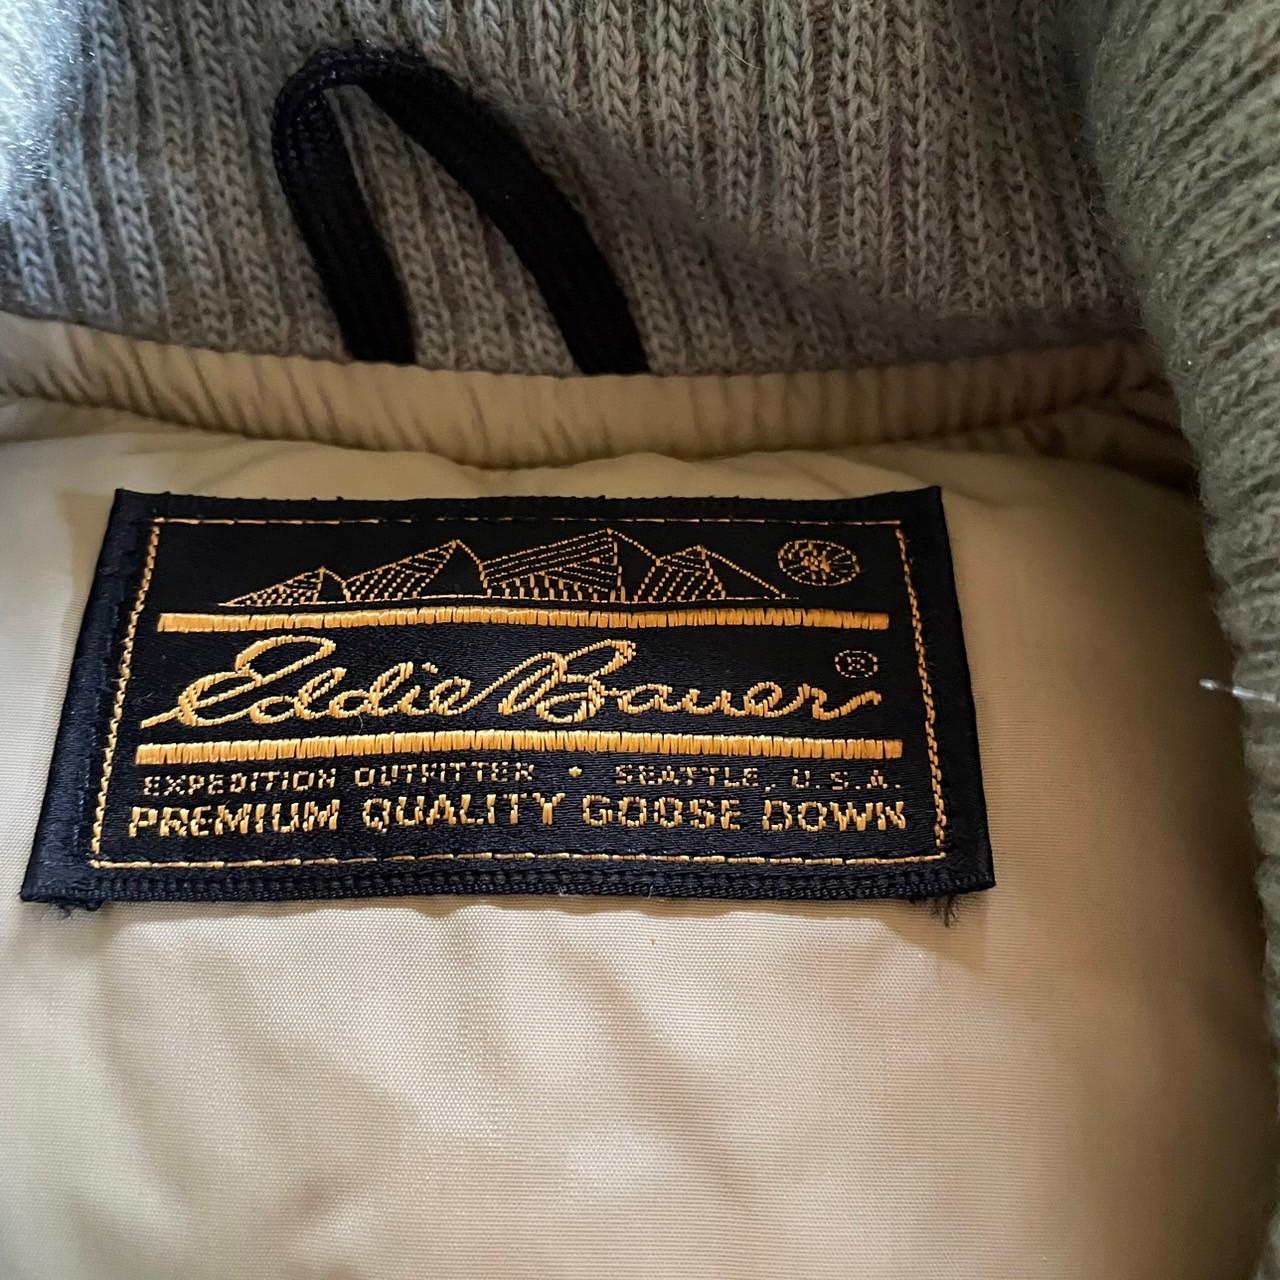 Eddie Bauer ®
EXPEDITION OUTFITTER • SEATTLE, U.S.A.
PREMIUM QUALITY GOOSE DOWN